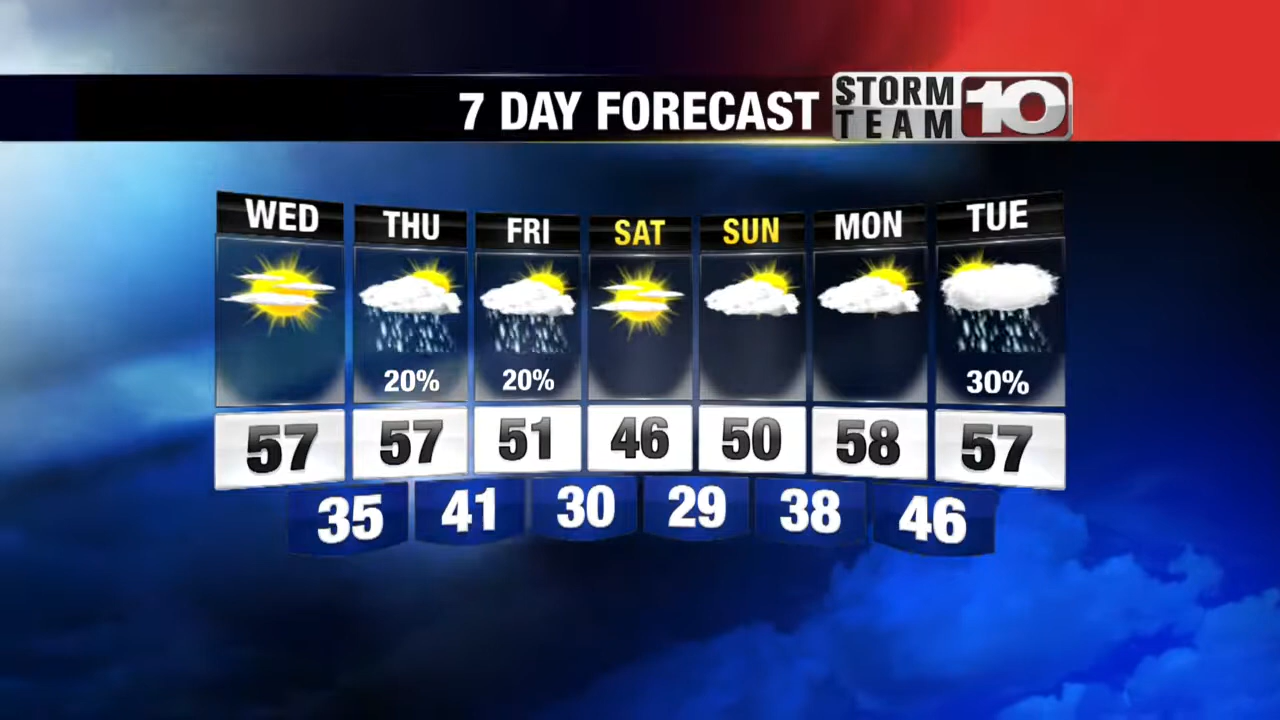 7 DAY FORECAST
STORM
TEAM
10
WED THU FRI SAT SUN MON TUE
20% 20% 30%
57 57 51 46 50 58 57
35 41 30 29 38 46